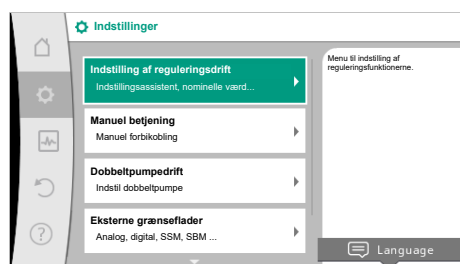 Indstillinger
Indstilling af reguleringsdrift
Indstillingsassistent, nominelle værd...
Manuel betjening
Manuel forbikobling
Dobbeltpumpedrift
Indstil dobbeltpumpe
Eksterne grænseflader
Analog, digital, SSM, SBM ...
Menu til indstilling af
reguleringsfunktionerne.
Language